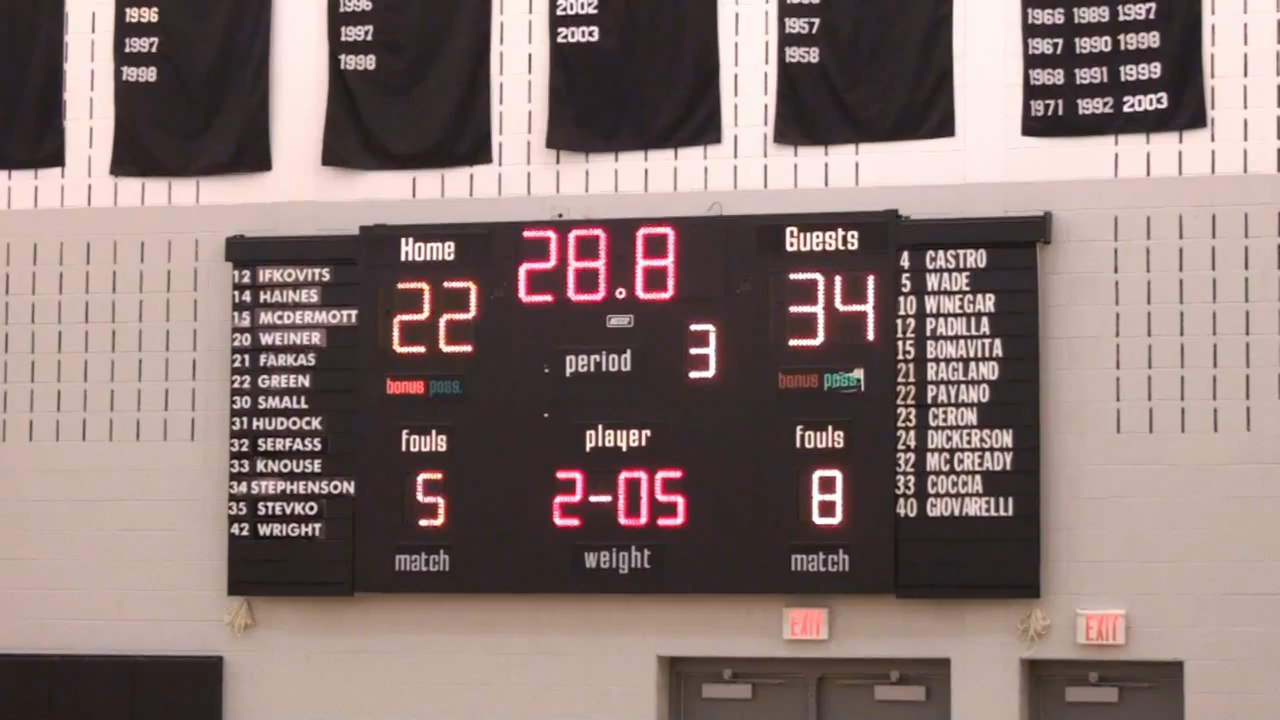 1996
1997
1998
1996
1997
1998
2002
2003
1957
1958
1966 1989 1997
1967 1990 1998
1968 1991 1999
1971 1992 2003
Home
28.8
Guests
22
34
period 3
bonus poss.
bonus poss.
fouls
player
fouls
5
2-05
8
match
weight
match
12 IFKOVITS
14 HAINES
15 MCDERMOTT
20 WEINER
21 FARKAS
22 GREEN
30 SMALL
31 HUDOCK
32 SERFASS
33 KNOUSE
34 STEPHENSON
35 STEVKO
42 WRIGHT
4 CASTRO
5 WADE
10 WINEGAR
12 PADILLA
15 BONAVITA
21 RAGLAND
22 PAYANO
23 CERON
24 DICKERSON
32 MC CREADY
33 COCCIA
40 GIOVARELLI
EXIT
EXIT